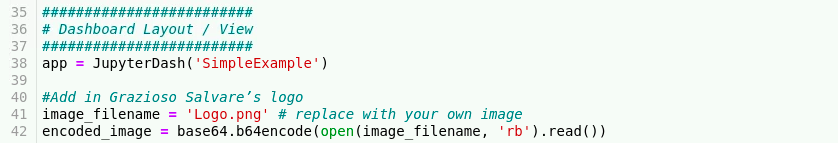 35 #########################
36 # Dashboard Layout / View
37 #########################
38 app = JupyterDash('SimpleExample')
39
40 #Add in Grazioso Salvare’s logo
41 image_filename = 'Logo.png' # replace with your own image
42 encoded_image = base64.b64encode(open(image_filename, 'rb').read())